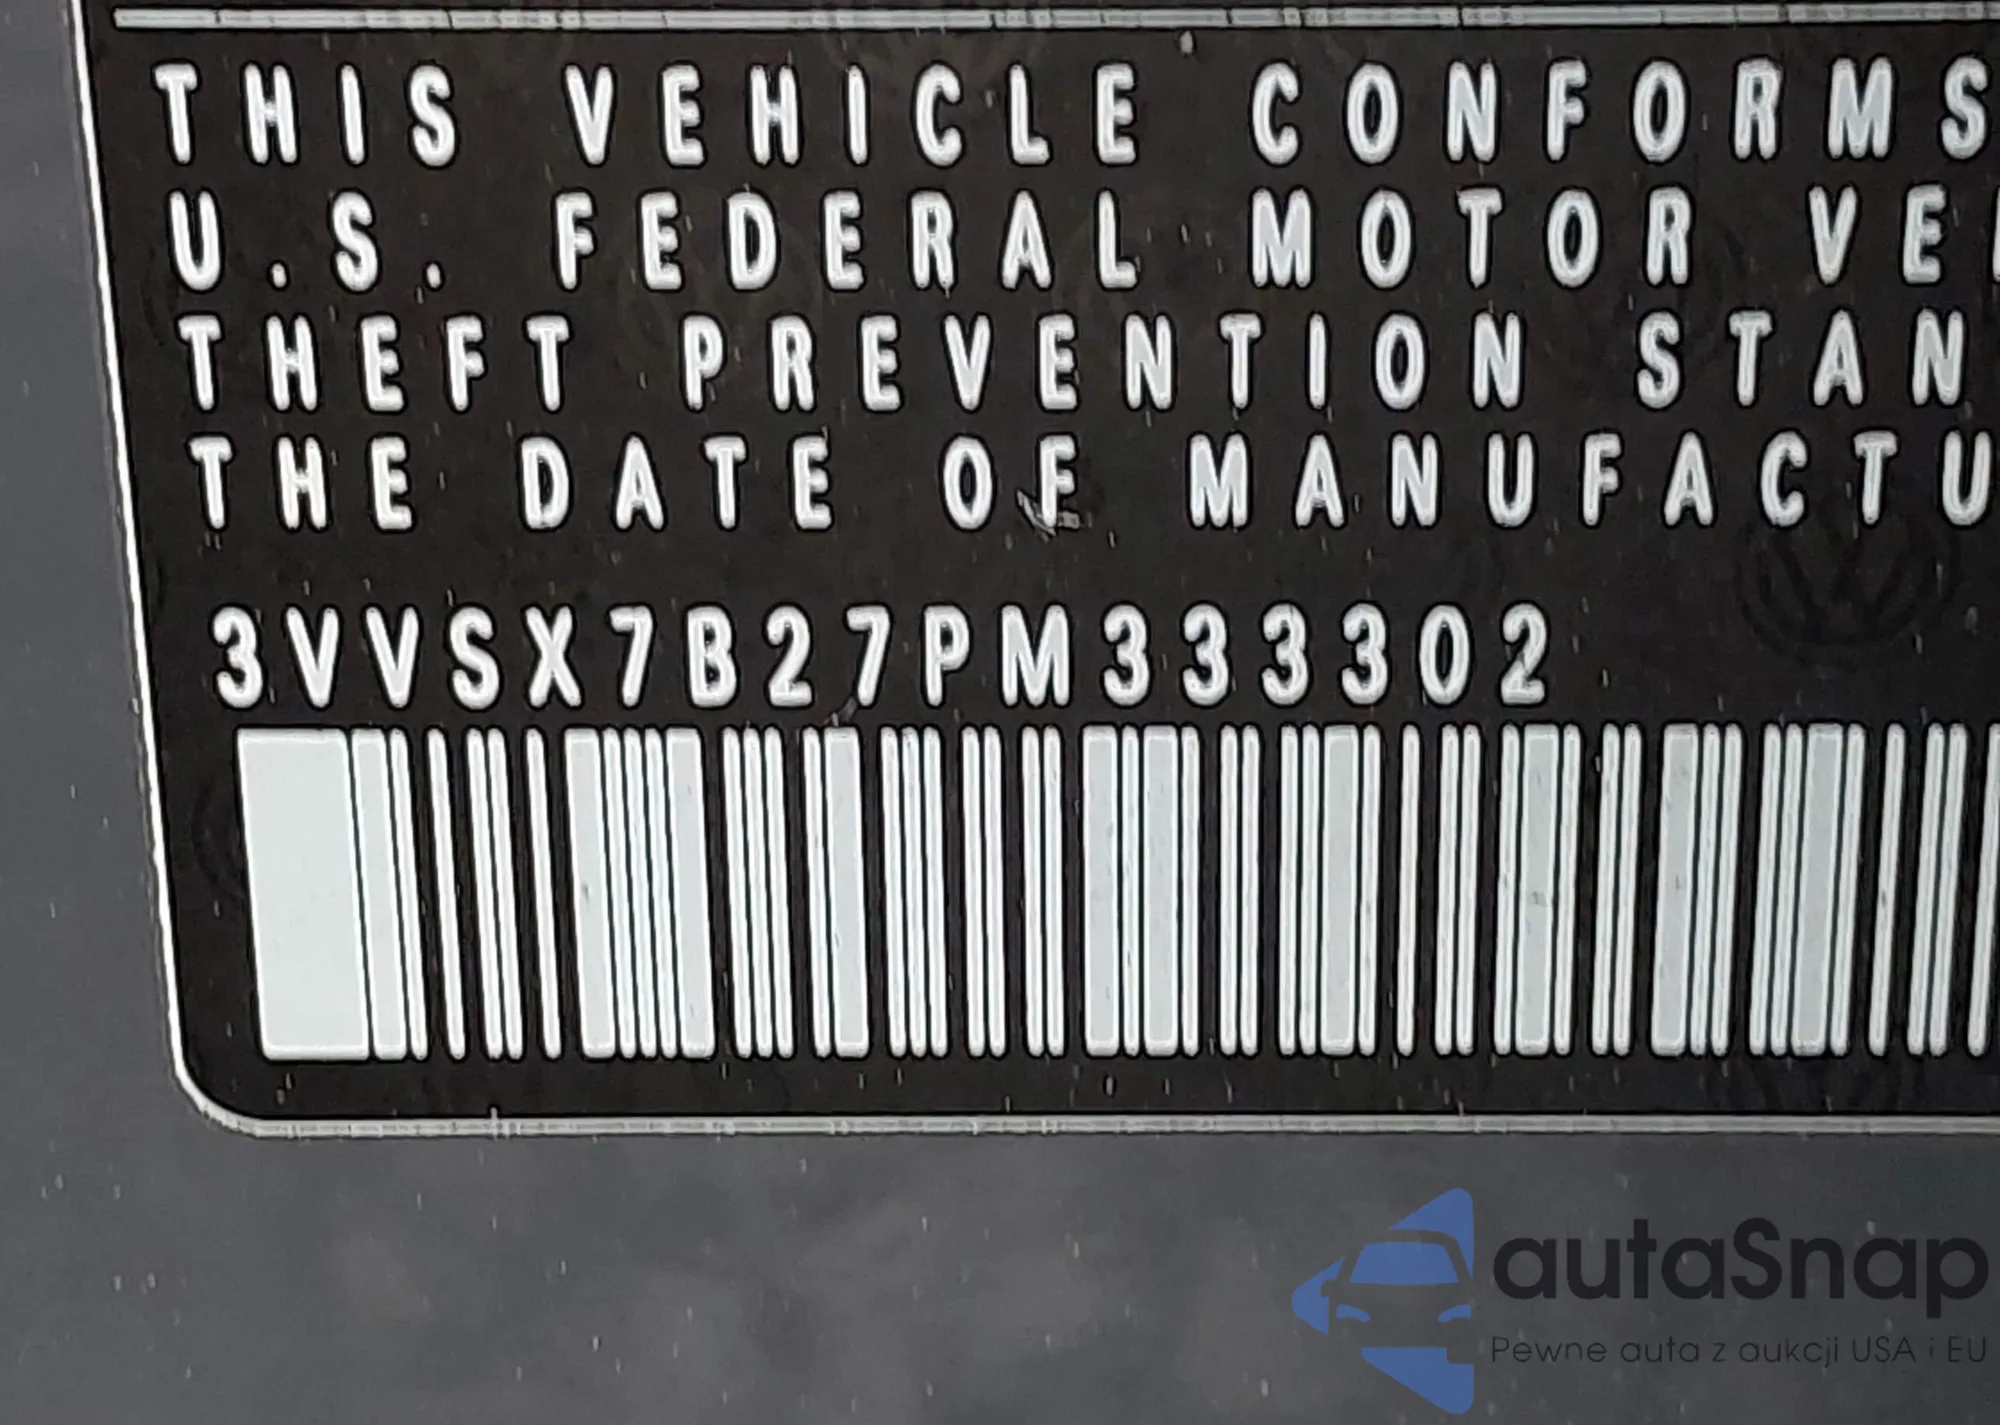 THIS VEHICLE CONFORMS
U.S. FEDERAL MOTOR VE
THEFT PREVENTION STAN
THE DATE OF MANUFACTU
3VVSX7B27PM333302
autaSnap
Pewne auta z aukcji USA i EU